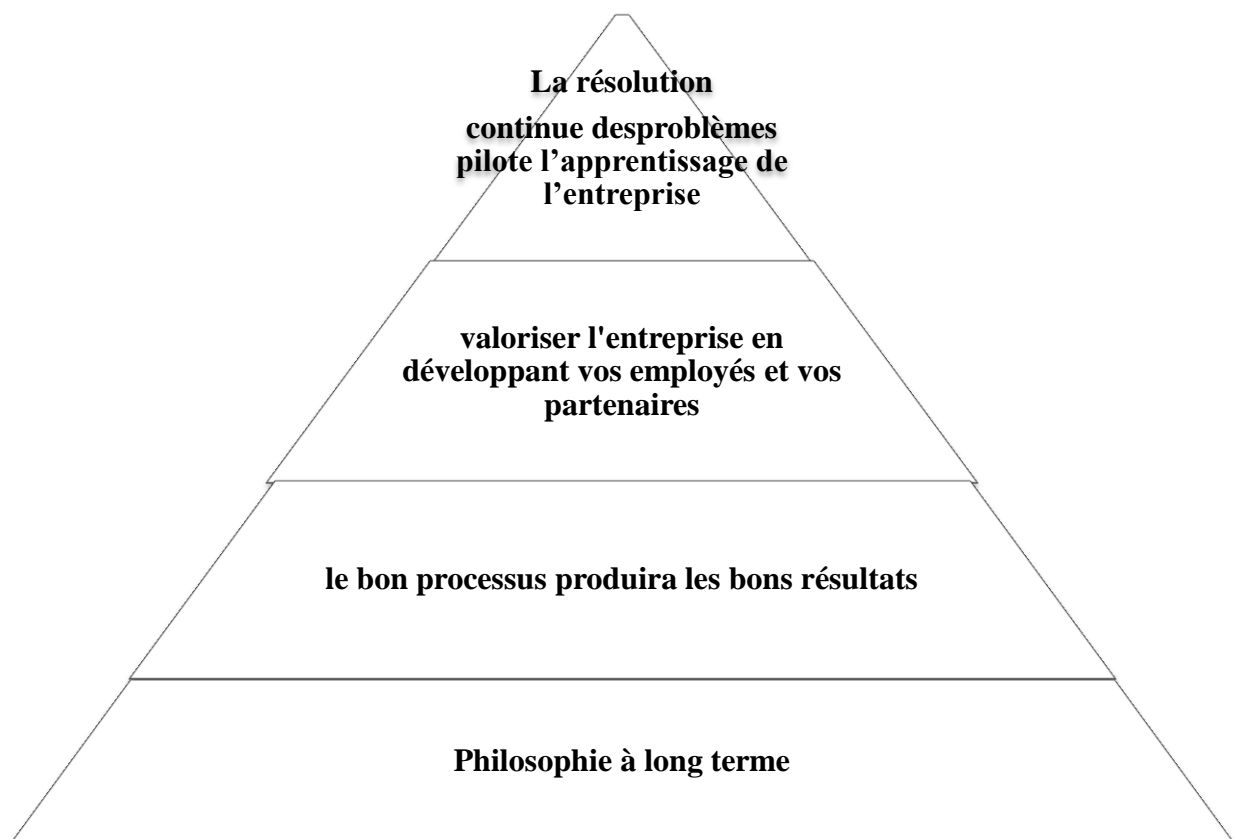 La résolution
continue desproblèmes
pilote l’apprentissage de
l’entreprise
valoriser l'entreprise en
développant vos employés et vos
partenaires
le bon processus produira les bons résultats
Philosophie à long terme